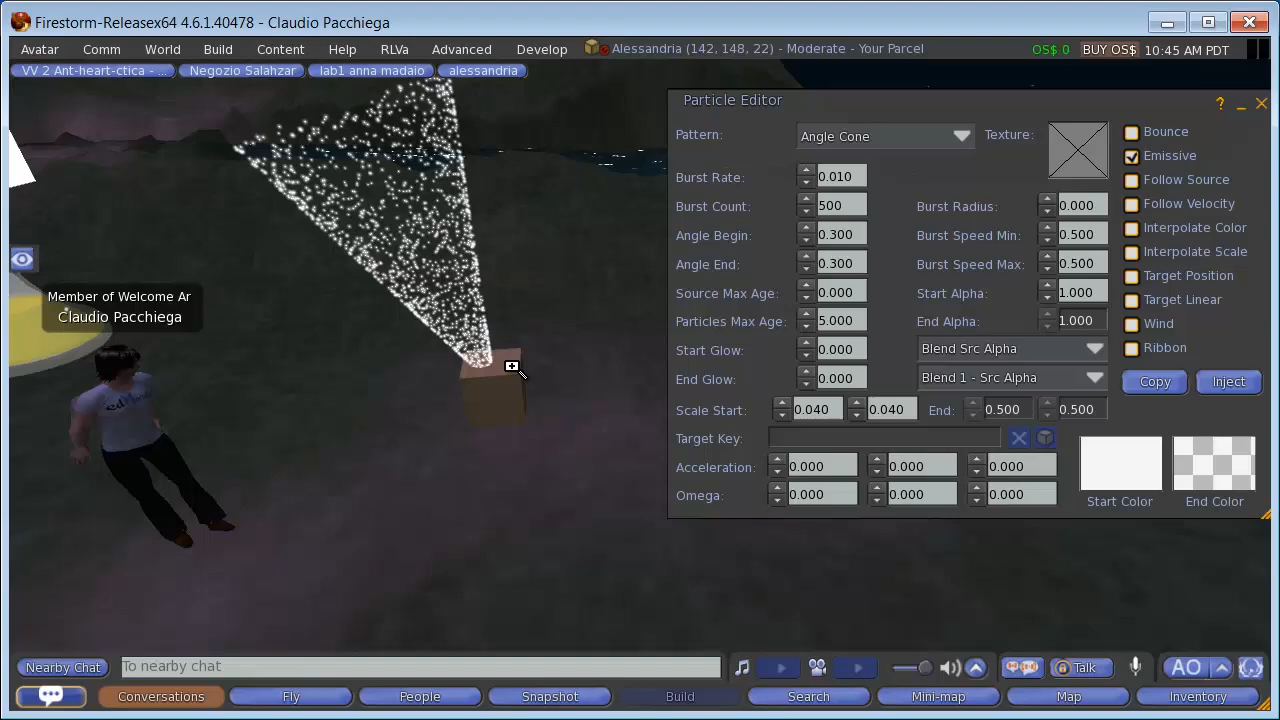 Firestorm-Releasex64 4.6.1.40478 - Claudio Pacchiega
Avatar Comm World Build Content Help RLVa Advanced Develop Alessandria (142, 148, 22) - Moderate - Your Parcel OS$ 0 BUY OS$ 10:45 AM PDT
VV 2 Ant-heart-ctica - ... Negozio Salahzar lab1 anna madaio alessandria
Particle Editor
Pattern: Angle Cone Texture:
Burst Rate: 0.010
Burst Count: 500 Burst Radius: 0.000
Angle Begin: 0.300 Burst Speed Min: 0.500
Angle End: 0.300 Burst Speed Max: 0.500
Source Max Age: 0.000 Start Alpha: 1.000
Particles Max Age: 5.000 End Alpha: 1.000
Start Glow: 0.000 Blend Src Alpha
End Glow: 0.000 Blend 1 - Src Alpha
Scale Start: 0.040 0.040 End: 0.500 0.500
Target Key:
Acceleration: 0.000 0.000 0.000
Omega: 0.000 0.000 0.000
Bounce
Emissive
Follow Source
Follow Velocity
Interpolate Color
Interpolate Scale
Target Position
Target Linear
Wind
Ribbon
Copy Inject
Start Color End Color
Member of Welcome Ar
Claudio Pacchiega
Nearby Chat To nearby chat Talk AO
Conversations Fly People Snapshot Build Search Mini-map Map Inventory